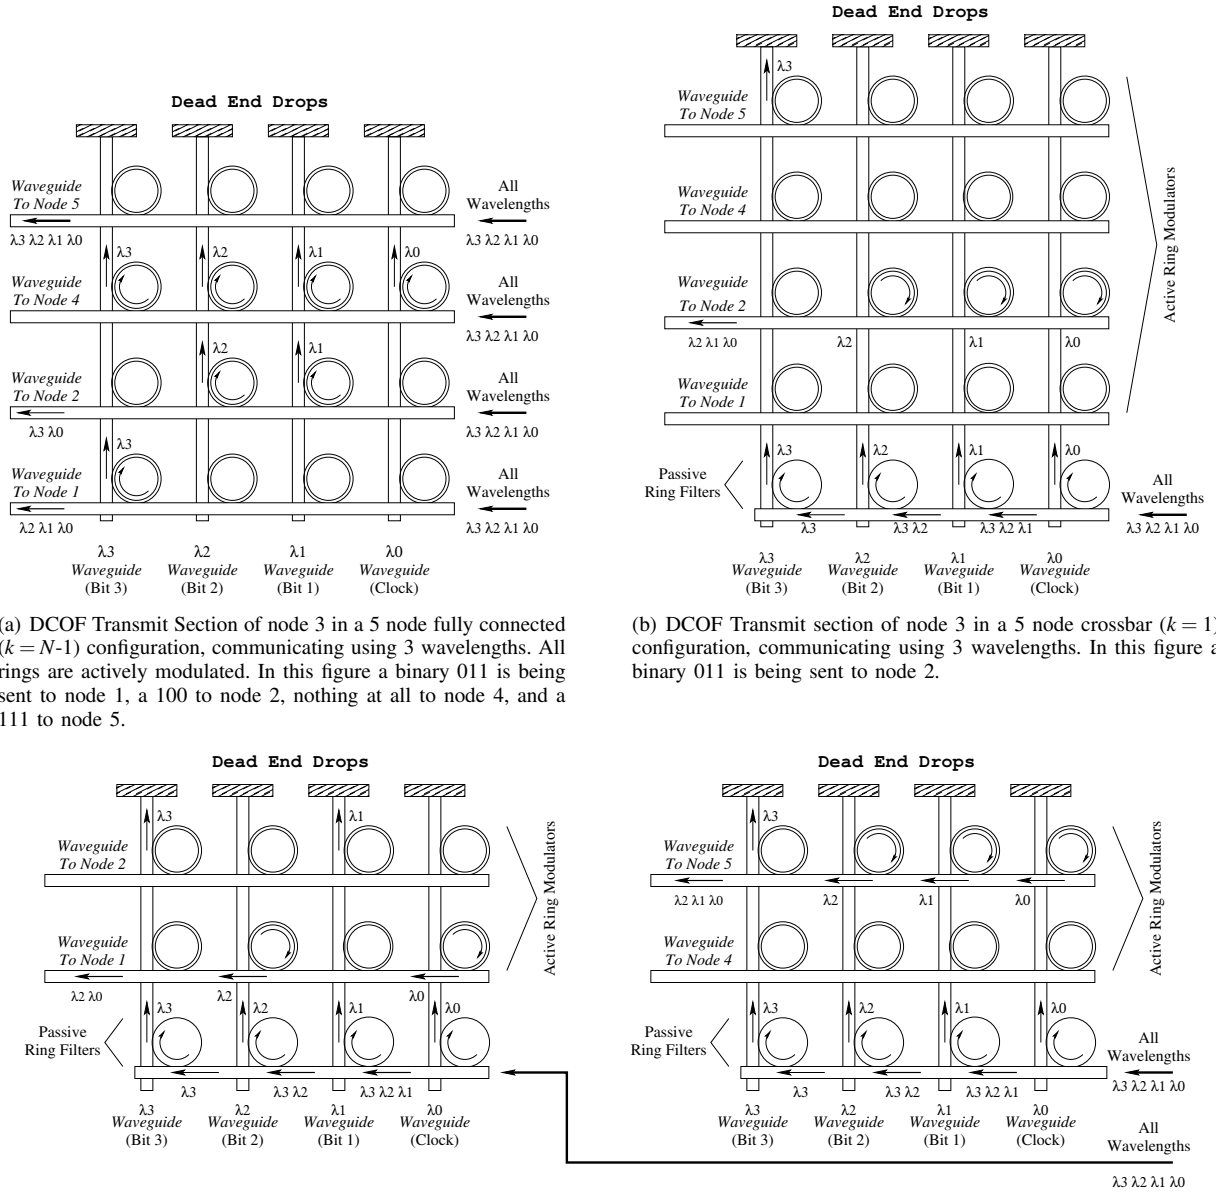 Dead End Drops
Waveguide
To Node 5
λ3 λ2 λ1 λ0
All
Wavelengths
λ3 λ2 λ1 λ0
λ3
λ2
λ1
λ0
Waveguide
To Node 4
All
Wavelengths
λ3 λ2 λ1 λ0
λ2
λ1
Waveguide
To Node 2
λ3 λ0
All
Wavelengths
λ3 λ2 λ1 λ0
λ3
Waveguide
To Node 1
λ2 λ1 λ0
All
Wavelengths
λ3 λ2 λ1 λ0
λ3
Waveguide
(Bit 3)
λ2
Waveguide
(Bit 2)
λ1
Waveguide
(Bit 1)
λ0
Waveguide
(Clock)
(a) DCOF Transmit Section of node 3 in a 5 node fully connected
(k = N-1) configuration, communicating using 3 wavelengths. All
rings are actively modulated. In this figure a binary 011 is being
sent to node 1, a 100 to node 2, nothing at all to node 4, and a
111 to node 5.
Dead End Drops
λ3
Waveguide
To Node 5
Waveguide
To Node 4
Waveguide
To Node 2
λ2 λ1 λ0
λ2
λ1
λ0
Waveguide
To Node 1
Active Ring Modulators
λ3
λ2
λ1
λ0
Passive
Ring Filters
λ3
λ3 λ2
λ3 λ2 λ1
All
Wavelengths
λ3 λ2 λ1 λ0
λ3
Waveguide
(Bit 3)
λ2
Waveguide
(Bit 2)
λ1
Waveguide
(Bit 1)
λ0
Waveguide
(Clock)
(b) DCOF Transmit section of node 3 in a 5 node crossbar (k = 1)
configuration, communicating using 3 wavelengths. In this figure a
binary 011 is being sent to node 2.
Dead End Drops
λ3
λ1
Waveguide
To Node 2
Waveguide
To Node 1
λ2 λ0
λ2
λ0
Active Ring Modulators
λ3
λ2
λ1
λ0
Passive
Ring Filters
λ3
λ3 λ2
λ3 λ2 λ1
λ3
Waveguide
(Bit 3)
λ2
Waveguide
(Bit 2)
λ1
Waveguide
(Bit 1)
λ0
Waveguide
(Clock)
Dead End Drops
λ3
Waveguide
To Node 5
λ2 λ1 λ0
λ2
λ1
λ0
Waveguide
To Node 4
Active Ring Modulators
λ3
λ2
λ1
λ0
Passive
Ring Filters
λ3
λ3 λ2
λ3 λ2 λ1
All
Wavelengths
λ3 λ2 λ1 λ0
λ3
Waveguide
(Bit 3)
λ2
Waveguide
(Bit 2)
λ1
Waveguide
(Bit 1)
λ0
Waveguide
(Clock)
All
Wavelengths
λ3 λ2 λ1 λ0